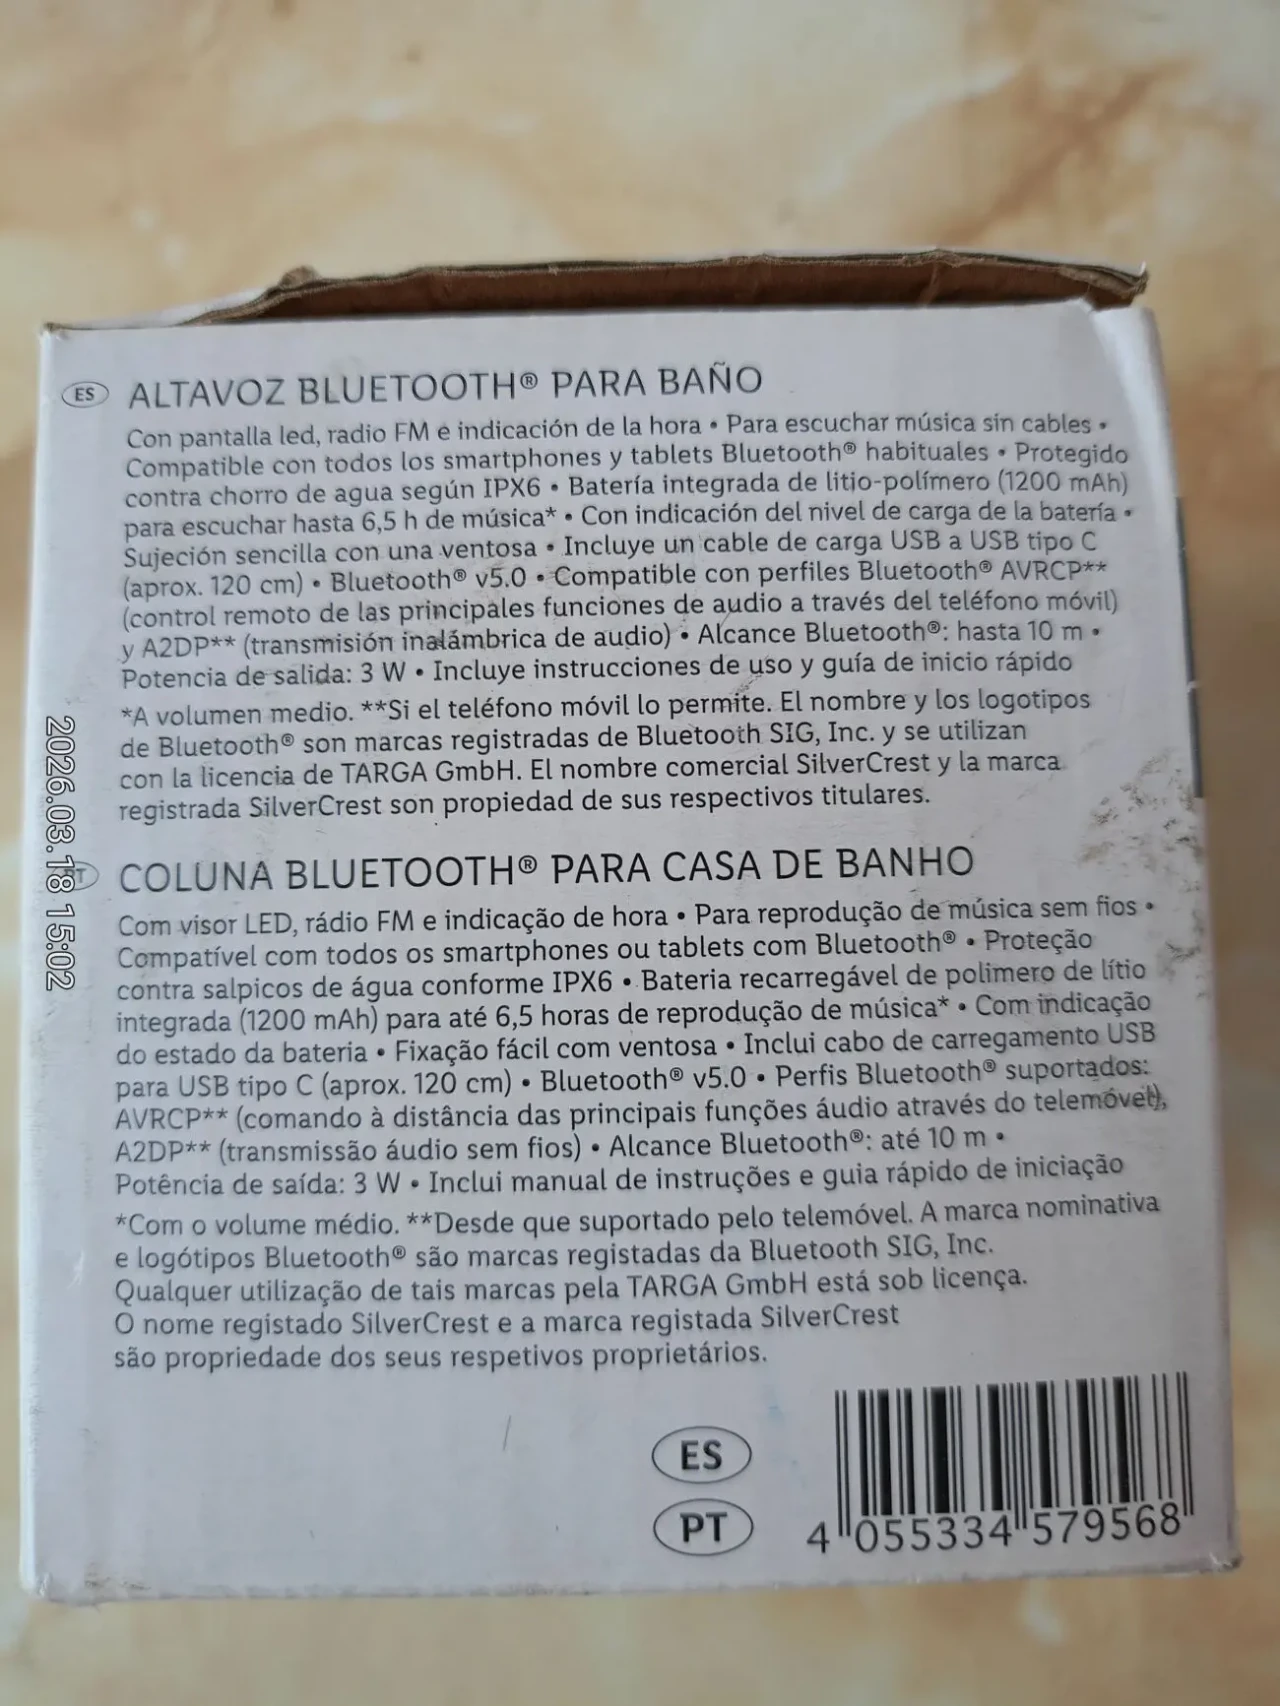 ES ALTAVOZ BLUETOOTH® PARA BAÑO
Con pantalla led, radio FM e indicación de la hora • Para escuchar música sin cables •
Compatible con todos los smartphones y tablets Bluetooth® habituales • Protegido
contra chorro de agua según IPX6 • Batería integrada de litio-polímero (1200 mAh)
para escuchar hasta 6,5 h de música* • Con indicación del nivel de carga de la batería •
Sujeción sencilla con una ventosa • Incluye un cable de carga USB a USB tipo C
(aprox. 120 cm) • Bluetooth® v5.0 • Compatible con perfiles Bluetooth® AVRCP**
(control remoto de las principales funciones de audio a través del teléfono móvil)
y A2DP** (transmisión inalámbrica de audio) • Alcance Bluetooth®: hasta 10 m •
Potencia de salida: 3 W • Incluye instrucciones de uso y guía de inicio rápido
*A volumen medio. **Si el teléfono móvil lo permite. El nombre y los logotipos
de Bluetooth® son marcas registradas de Bluetooth SIG, Inc. y se utilizan
con la licencia de TARGA GmbH. El nombre comercial SilverCrest y la marca
registrada SilverCrest son propiedad de sus respectivos titulares.
PT COLUNA BLUETOOTH® PARA CASA DE BANHO
Com visor LED, rádio FM e indicação de hora • Para reprodução de música sem fios •
Compatível com todos os smartphones ou tablets com Bluetooth® • Proteção
contra salpicos de água conforme IPX6 • Bateria recarregável de polimero de lítio
integrada (1200 mAh) para até 6,5 horas de reprodução de música* • Com indicação
do estado da bateria • Fixação fácil com ventosa • Inclui cabo de carregamento USB
para USB tipo C (aprox. 120 cm) • Bluetooth® v5.0 • Perfis Bluetooth® suportados:
AVRCP** (comando à distância das principais funções áudio através do telemóvel),
A2DP** (transmissão áudio sem fios) • Alcance Bluetooth®: até 10 m •
Potência de saída: 3 W • Inclui manual de instruções e guia rápido de iniciação
*Com o volume médio. **Desde que suportado pelo telemóvel. A marca nominativa
e logótipos Bluetooth® são marcas registadas da Bluetooth SIG, Inc.
Qualquer utilização de tais marcas pela TARGA GmbH está sob licença.
O nome registado SilverCrest e a marca registada SilverCrest
são propriedade dos seus respetivos proprietários.
ES
PT
4 055334 579568
2026.03.18 15:02